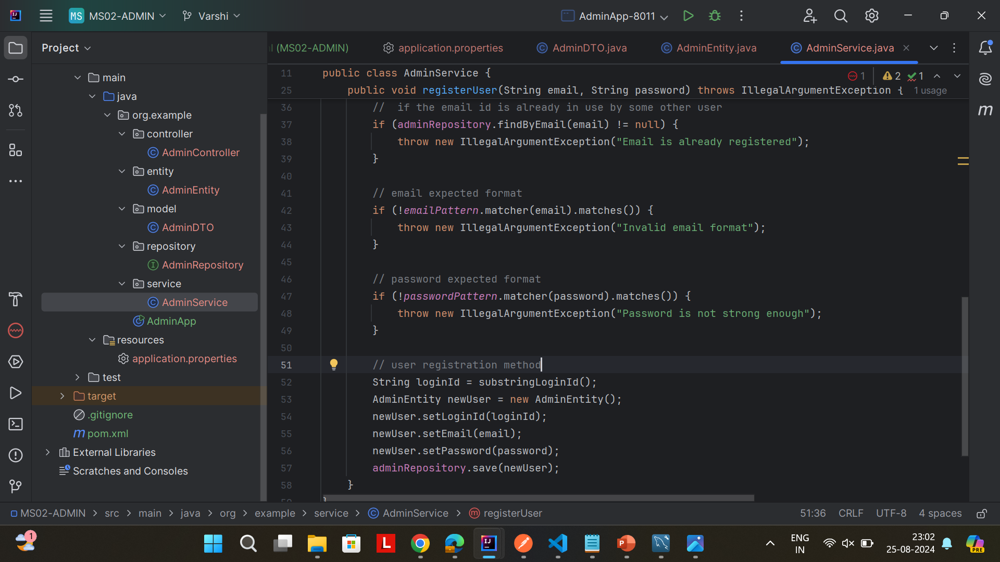 MS MS02-ADMIN Varshi AdminApp-8011
Project
(MS02-ADMIN) application.properties AdminDTO.java AdminEntity.java AdminService.java
main
java
org.example
controller
AdminController
entity
AdminEntity
model
AdminDTO
repository
AdminRepository
service
AdminService
AdminApp
resources
application.properties
test
target
.gitignore
m pom.xml
External Libraries
Scratches and Consoles
1 2 1
11 public class AdminService {
25 public void registerUser(String email, String password) throws IllegalArgumentException { 1 usage
36 // if the email id is already in use by some other user
37 if (adminRepository.findByEmail(email) != null) {
38 throw new IllegalArgumentException("Email is already registered");
39 }
40
41 // email expected format
42 if (!emailPattern.matcher(email).matches()) {
43 throw new IllegalArgumentException("Invalid email format");
44 }
45
46 // password expected format
47 if (!passwordPattern.matcher(password).matches()) {
48 throw new IllegalArgumentException("Password is not strong enough");
49 }
50
51 // user registration method
52 String loginId = substringLoginId();
53 AdminEntity newUser = new AdminEntity();
54 newUser.setLoginId(loginId);
55 newUser.setEmail(email);
56 newUser.setPassword(password);
57 adminRepository.save(newUser);
58 }
m
MS02-ADMIN > src > main > java > org > example > service > AdminService > registerUser
51:36 CRLF UTF-8 4 spaces
1
ENG
IN
23:02
25-08-2024
PRE